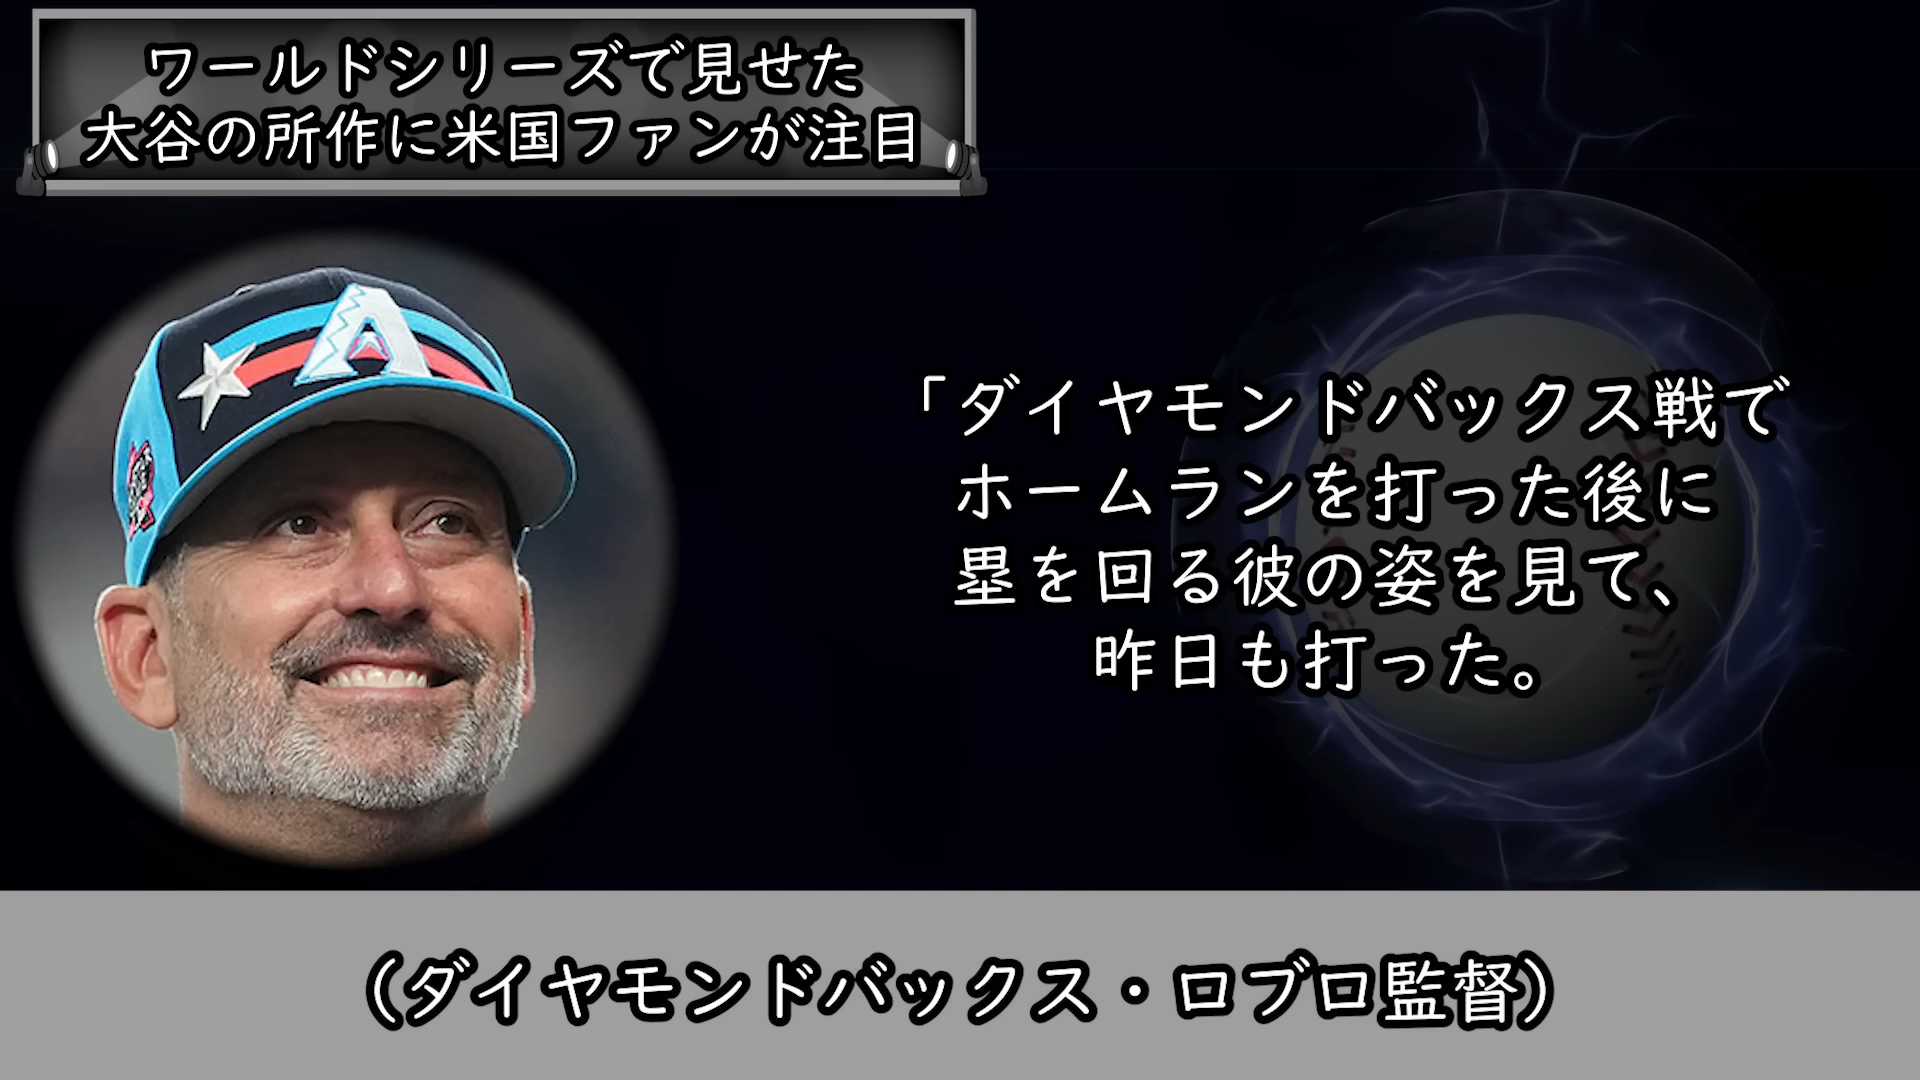 ワールドシリーズで見せた
大谷の所作に米国ファンが注目
A
「ダイヤモンドバックス戦で
ホームランを打った後に
塁を回る彼の姿を見て、
昨日も打った。
（ダイヤモンドバックス・ロブロ監督）